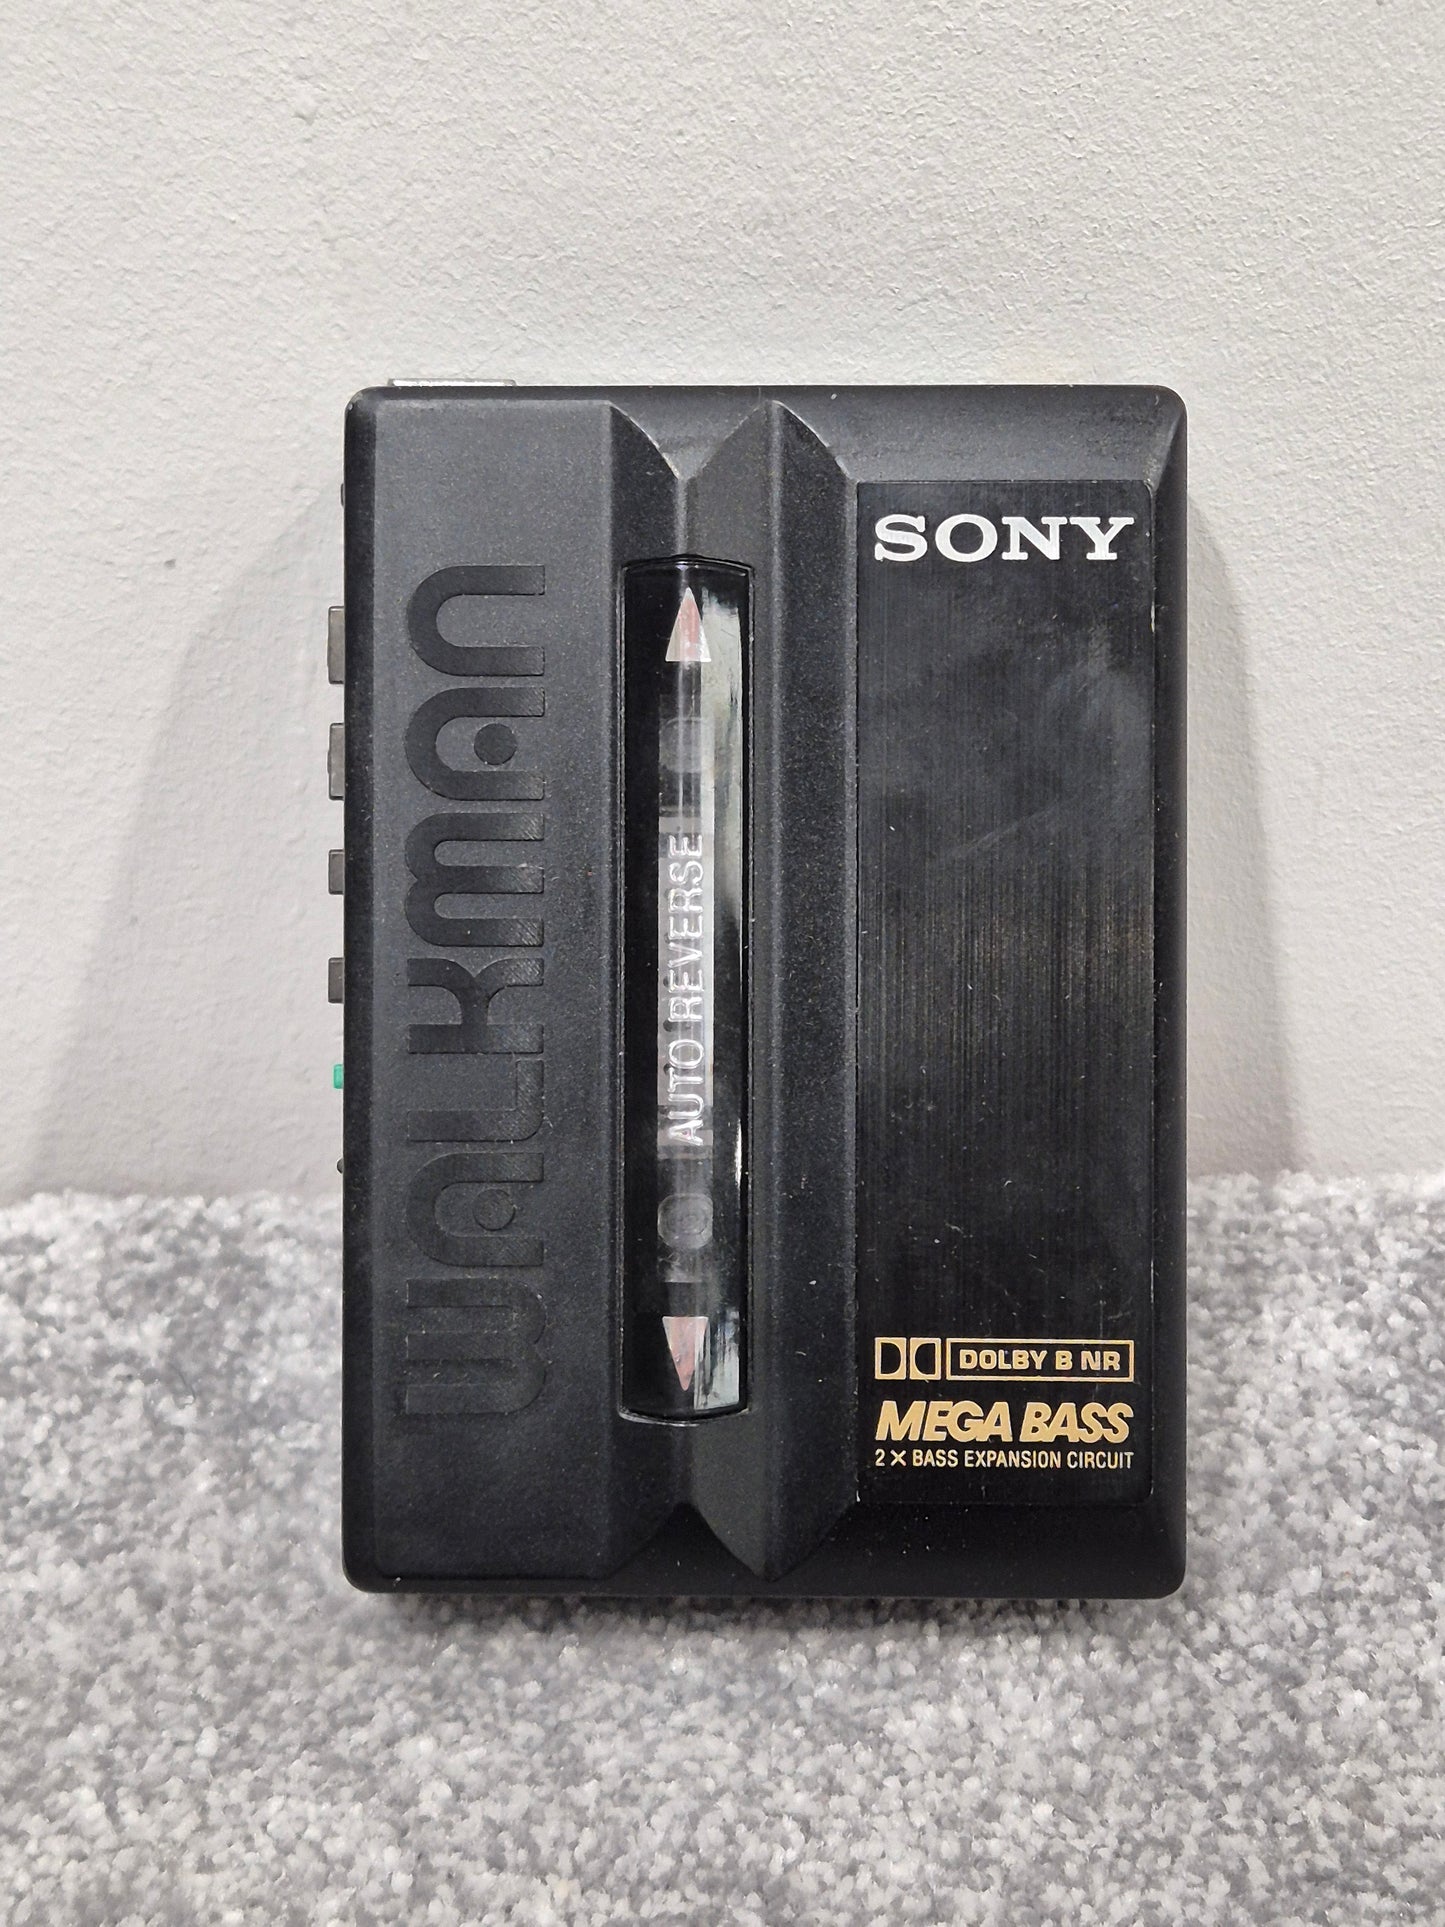 WALKMAN
AUTO REVERSE
SONY
DOLBY B NR
MEGA BASS
2 × BASS EXPANSION CIRCUIT